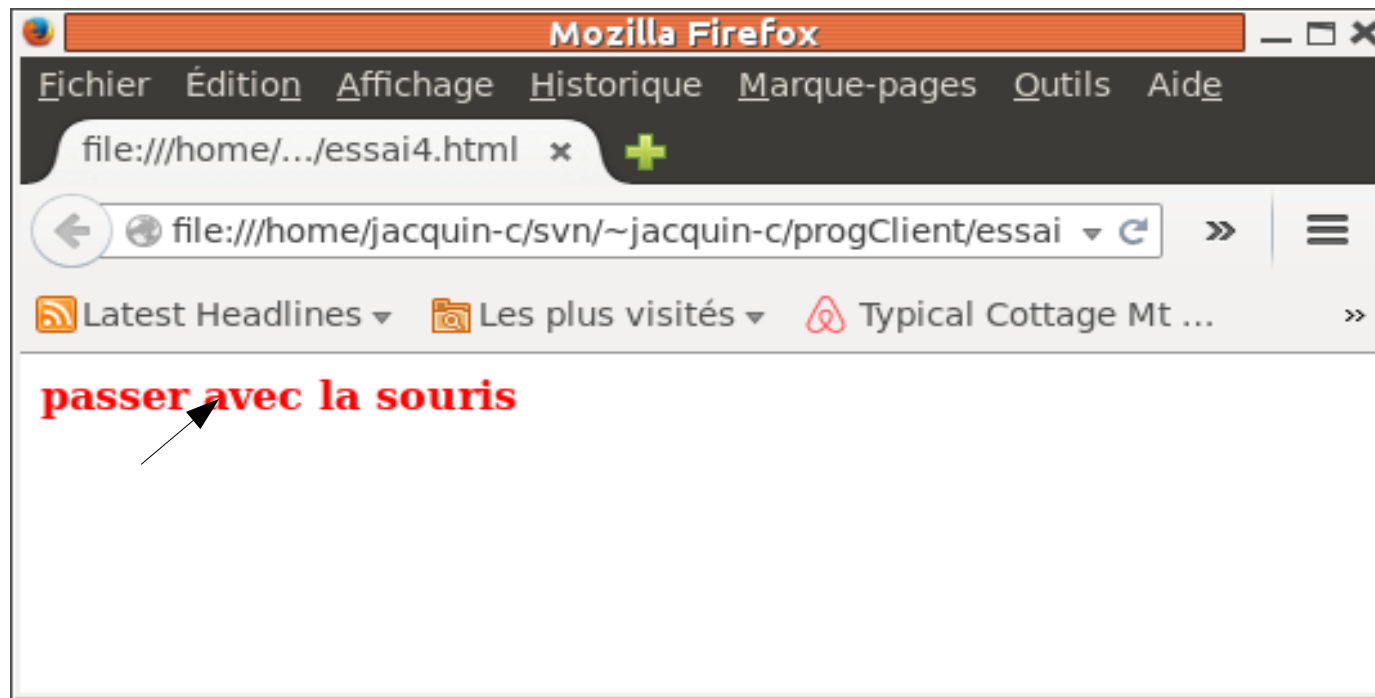 Mozilla Firefox
Fichier Édition Affichage Historique Marque-pages Outils Aide
file:///home/.../essai4.html
file:///home/jacquin-c/svn/~jacquin-c/progClient/essai
Latest Headlines Les plus visités Typical Cottage Mt ...
passer avec la souris